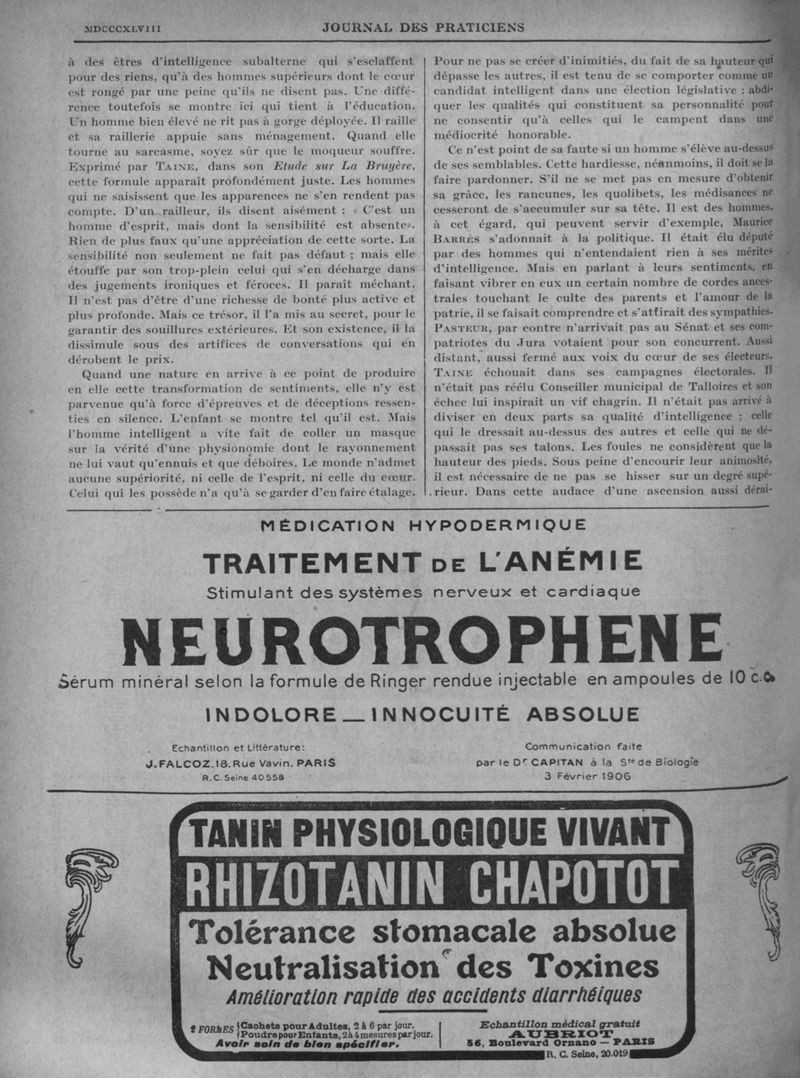 MDCCCXLVIII
JOURNAL DES PRATICIENS
à des êtres d'intelligence subalterne qui s'esclaffent
pour des riens, qu'à des hommes supérieurs dont le cœur
est rongé par une peine qu'ils ne disent pas. Une diffé-
rence toutefois se montre ici qui tient à l'éducation.
Un homme bien élevé ne rit pas à gorge déployée. Il raille
et sa raillerie appuie sans ménagement. Quand elle
tourne au sarcasme, soyez sûr que le moqueur souffre.
Exprimé par TAINE, dans son Etude sur La Bruyère,
cette formule apparaît profondément juste. Les hommes
qui ne saisissent que les apparences ne s'en rendent pas
compte. D'un railleur, ils disent aisément : « C'est un
homme d'esprit, mais dont la sensibilité est absente».
Rien de plus faux qu'une appréciation de cette sorte. La
sensibilité non seulement ne fait pas défaut ; mais elle
étouffe par son trop-plein celui qui s'en décharge dans
des jugements ironiques et féroces. Il paraît méchant.
Il n'est pas d'être d'une richesse de bonté plus active et
plus profonde. Mais ce trésor, il l'a mis au secret, pour le
garantir des souillures extérieures. Et son existence, il la
dissimule sous des artifices de conversations qui en
dérobent le prix.
Quand une nature en arrive à ce point de produire
en elle cette transformation de sentiments, elle n'y est
parvenue qu'à force d'épreuves et de déceptions ressen-
ties en silence. L'enfant se montre tel qu'il est. Mais
l'homme intelligent a vite fait de coller un masque
sur la vérité d'une physionomie dont le rayonnement
ne lui vaut qu'ennuis et que déboires. Le monde n'admet
aucune supériorité, ni celle de l'esprit, ni celle du cœur.
Celui qui les possède n'a qu'à se garder d'en faire étalage.
Pour ne pas se créer d'inimitiés, du fait de sa hauteur qui
dépasse les autres, il est tenu de se comporter comme un
candidat intelligent dans une élection législative : abdi-
quer les qualités qui constituent sa personnalité pour
ne consentir qu'à celles qui le campent dans une
médiocrité honorable.
Ce n'est point de sa faute si un homme s'élève au-dessus
de ses semblables. Cette hardiesse, néanmoins, il doit se la
faire pardonner. S'il ne se met pas en mesure d'obtenir
sa grâce, les rancunes, les quolibets, les médisances ne
cesseront de s'accumuler sur sa tête. Il est des hommes,
à cet égard, qui peuvent servir d'exemple, Maurice
BARRÈS s'adonnait à la politique. Il était élu député
par des hommes qui n'entendaient rien à ses mérites
d'intelligence. Mais en parlant à leurs sentiments, en
faisant vibrer en eux un certain nombre de cordes ances-
trales touchant le culte des parents et l'amour de la
patrie, il se faisait comprendre et s'attirait des sympathies.
PASTEUR, par contre n'arrivait pas au Sénat et ses com-
patriotes du Jura votaient pour son concurrent. Aussi
distant, aussi fermé aux voix du cœur de ses électeurs,
TAINE échouait dans ses campagnes électorales. Il
n'était pas réélu Conseiller municipal de Talloires et son
échec lui inspirait un vif chagrin. Il n'était pas arrivé à
diviser en deux parts sa qualité d'intelligence ; celle
qui le dressait au-dessus des autres et celle qui ne dé-
passait pas ses talons. Les foules ne considèrent que la
hauteur des pieds. Sous peine d'encourir leur animosité,
il est nécessaire de ne pas se hisser sur un degré supé-
rieur. Dans cette audace d'une ascension aussi dérai-
MÉDICATION HYPODERMIQUE
TRAITEMENT DE L'ANÉMIE
Stimulant des systèmes nerveux et cardiaque
NEUROTROPHENE
Sérum minéral selon la formule de Ringer rendue injectable en ampoules de 10 c.c.
INDOLORE — INNOCUITÉ ABSOLUE
Echantillon et Littérature:
J. FALCOZ. 18. Rue Vavin. PARIS
R.C. Seine 40558
Communication faite
par le Dr CAPITAN à la Sté de Biologie
3 Février 1906
TANIN PHYSIOLOGIQUE VIVANT
RHIZOTANIN CHAPOTOT
Tolérance stomacale absolue
Neutralisation des Toxines
Amélioration rapide des accidents diarrhéiques
2 FORMES { Cachets pour Adultes, 2 à 6 par jour.
Poudre pour Enfants, 2 à 4 mesures par jour.
Avoir soin de bien spécifier.
Echantillon médical gratuit
AUBRIOT
56, Boulevard Ornano — PARIS
R. C. Seine, 20.019